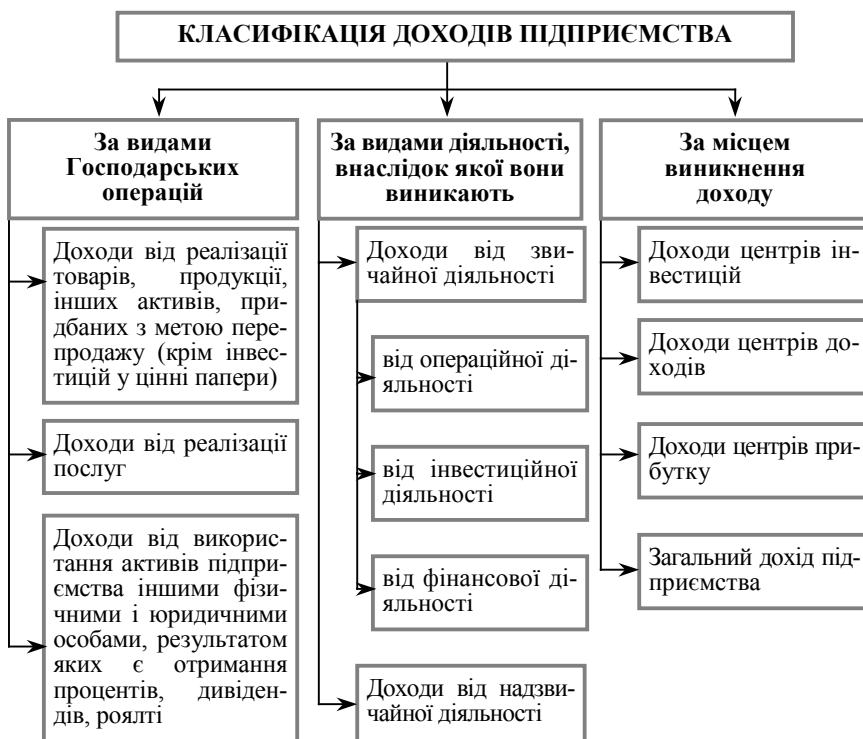 КЛАСИФІКАЦІЯ ДОХОДІВ ПІДПРИЄМСТВА
За видами
Господарських
операцій
Доходи від реалізації
товарів, продукції,
інших активів, при-
дбаних з метою пере-
продажу (крім інвес-
тицій у цінні папери)
Доходи від реалізації
послуг
Доходи від викорис-
тання активів підпри-
ємства іншими фізи-
чними і юридичними
особами, результатом
яких є отримання
процентів, дивіден-
дів, роялті
За видами діяльності,
внаслідок якої вони
виникають
Доходи від зви-
чайної діяльності
від операційної ді-
яльності
від інвестиційної
діяльності
від фінансової ді-
яльності
Доходи від надзви-
чайної діяльності
За місцем
виникнення
доходу
Доходи центрів ін-
вестицій
Доходи центрів до-
ходів
Доходи центрів при-
бутку
Загальний дохід під-
приємства